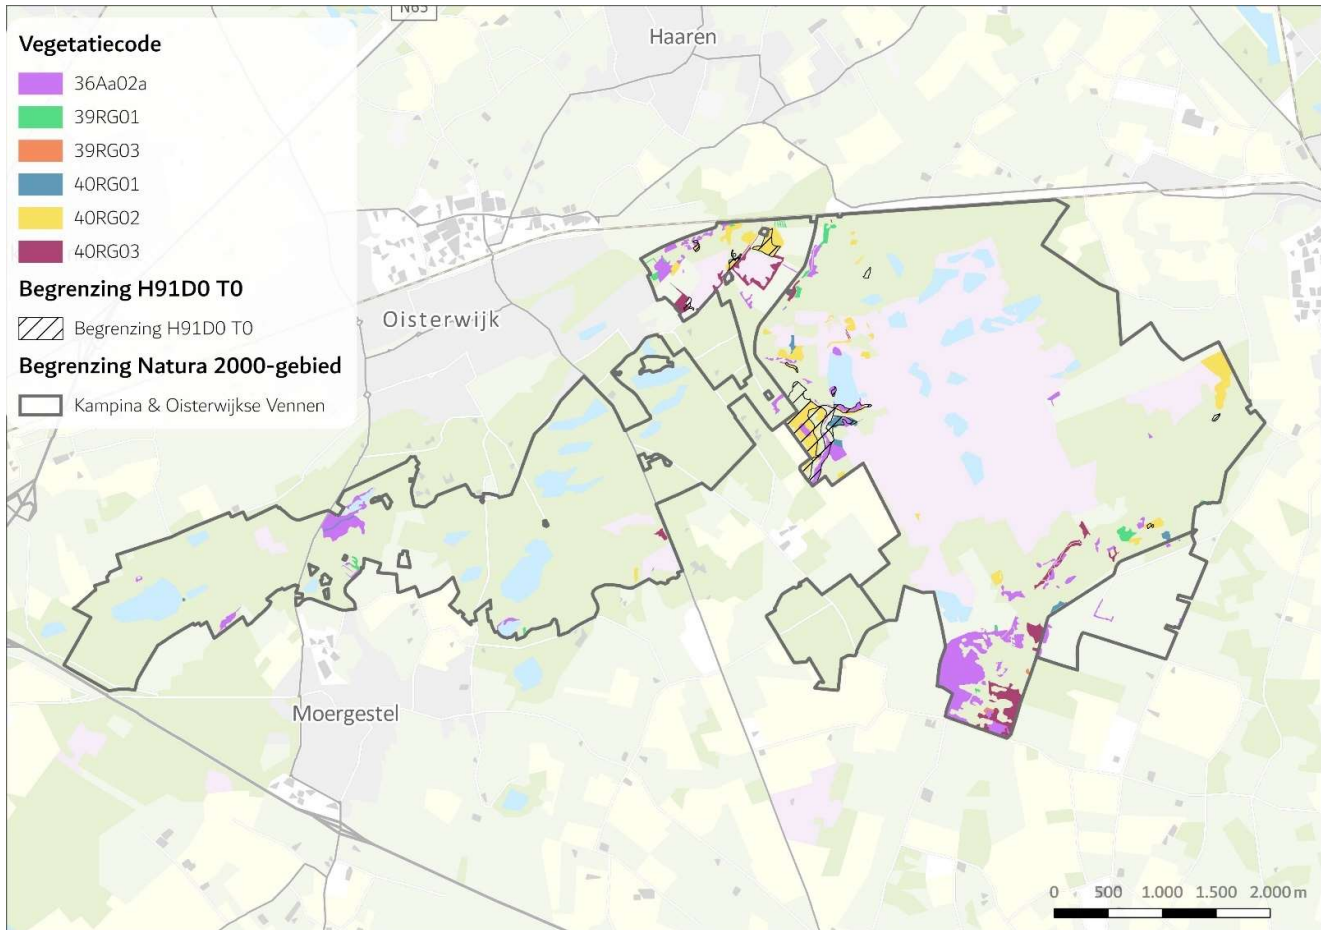 N65
Haaren
Vegetatiecode
36Aa02a
39RG01
39RG03
40RG01
40RG02
40RG03
Begrenzing H91D0 T0
Begrenzing H91D0 T0
Begrenzing Natura 2000-gebied
Kampina & Oisterwijkse Vennen
Oisterwijk
Moergestel
0 500 1.000 1.500 2.000 m